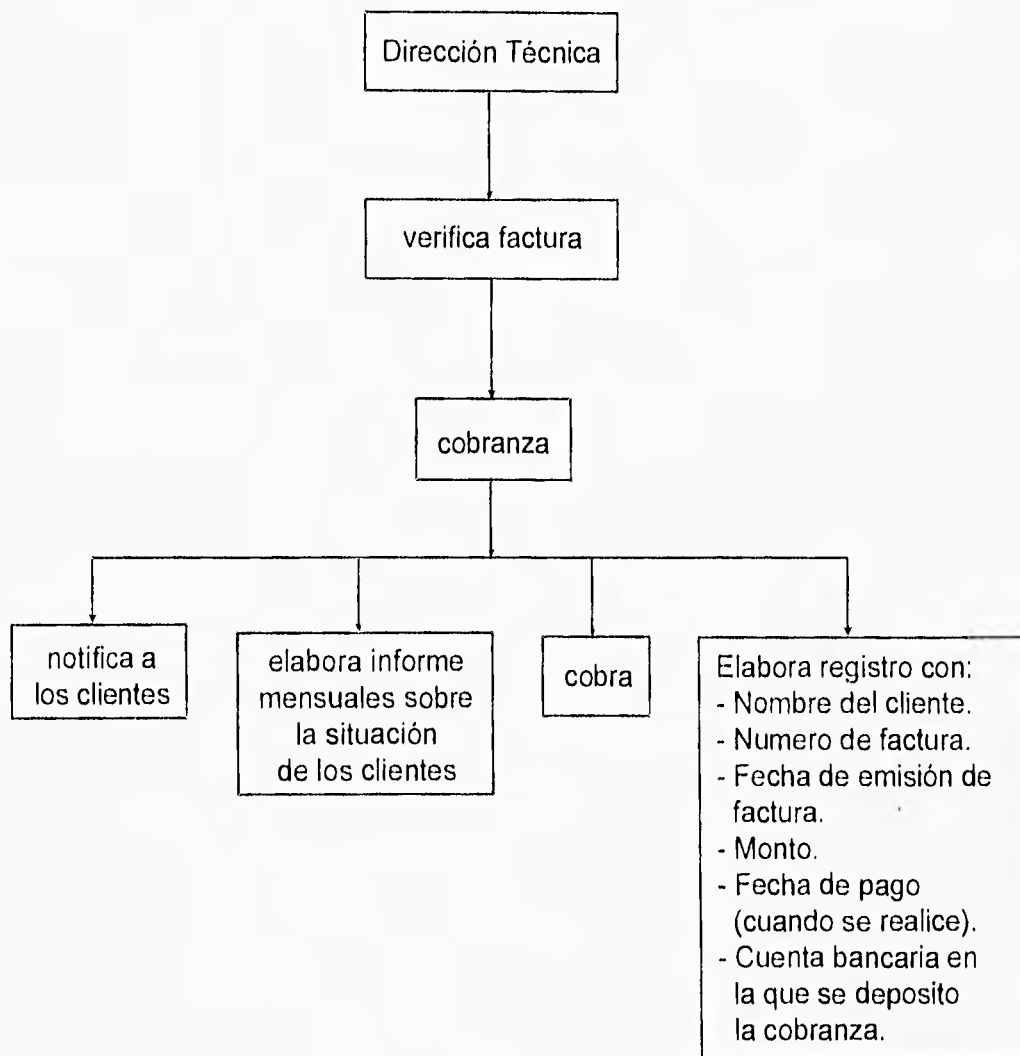 Dirección Técnica
verifica factura
cobranza
notifica a
los clientes
elabora informe
mensuales sobre
la situación
de los clientes
cobra
Elabora registro con:
- Nombre del cliente.
- Numero de factura.
- Fecha de emisión de
factura.
- Monto.
- Fecha de pago
(cuando se realice).
- Cuenta bancaria en
la que se deposito
la cobranza.